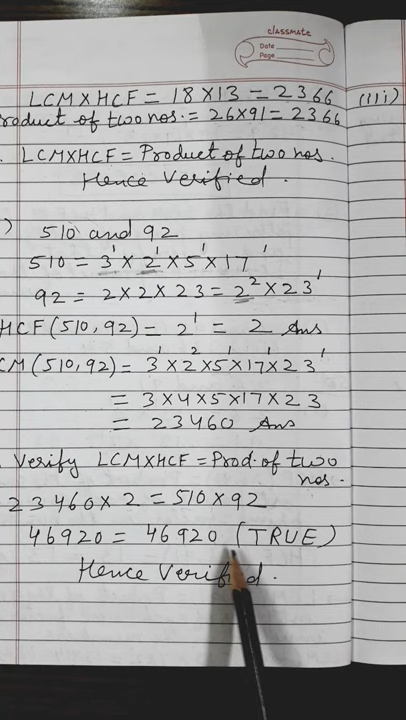 classmate
Date
Page
LCM X HCF = 18 X 13 = 2366 (iii)
roduct of two nos. = 26 X 91 = 2366
. LCM X HCF = Product of two nos.
Hence Verified.
) 510 and 92
510 = 3¹ X 2¹ X 5¹ X 17¹
92 = 2 X 2 X 23 = 2² X 23¹
HCF (510, 92) = 2¹ = 2 Ans
CM (510, 92) = 3¹ X 2² X 5¹ X 17¹ X 23¹
= 3 X 4 X 5 X 17 X 23
= 23460 Ans
. Verify LCM X HCF = Prod. of two
nos.
23460 X 2 = 510 X 92
46920 = 46920 (TRUE)
Hence Verified.